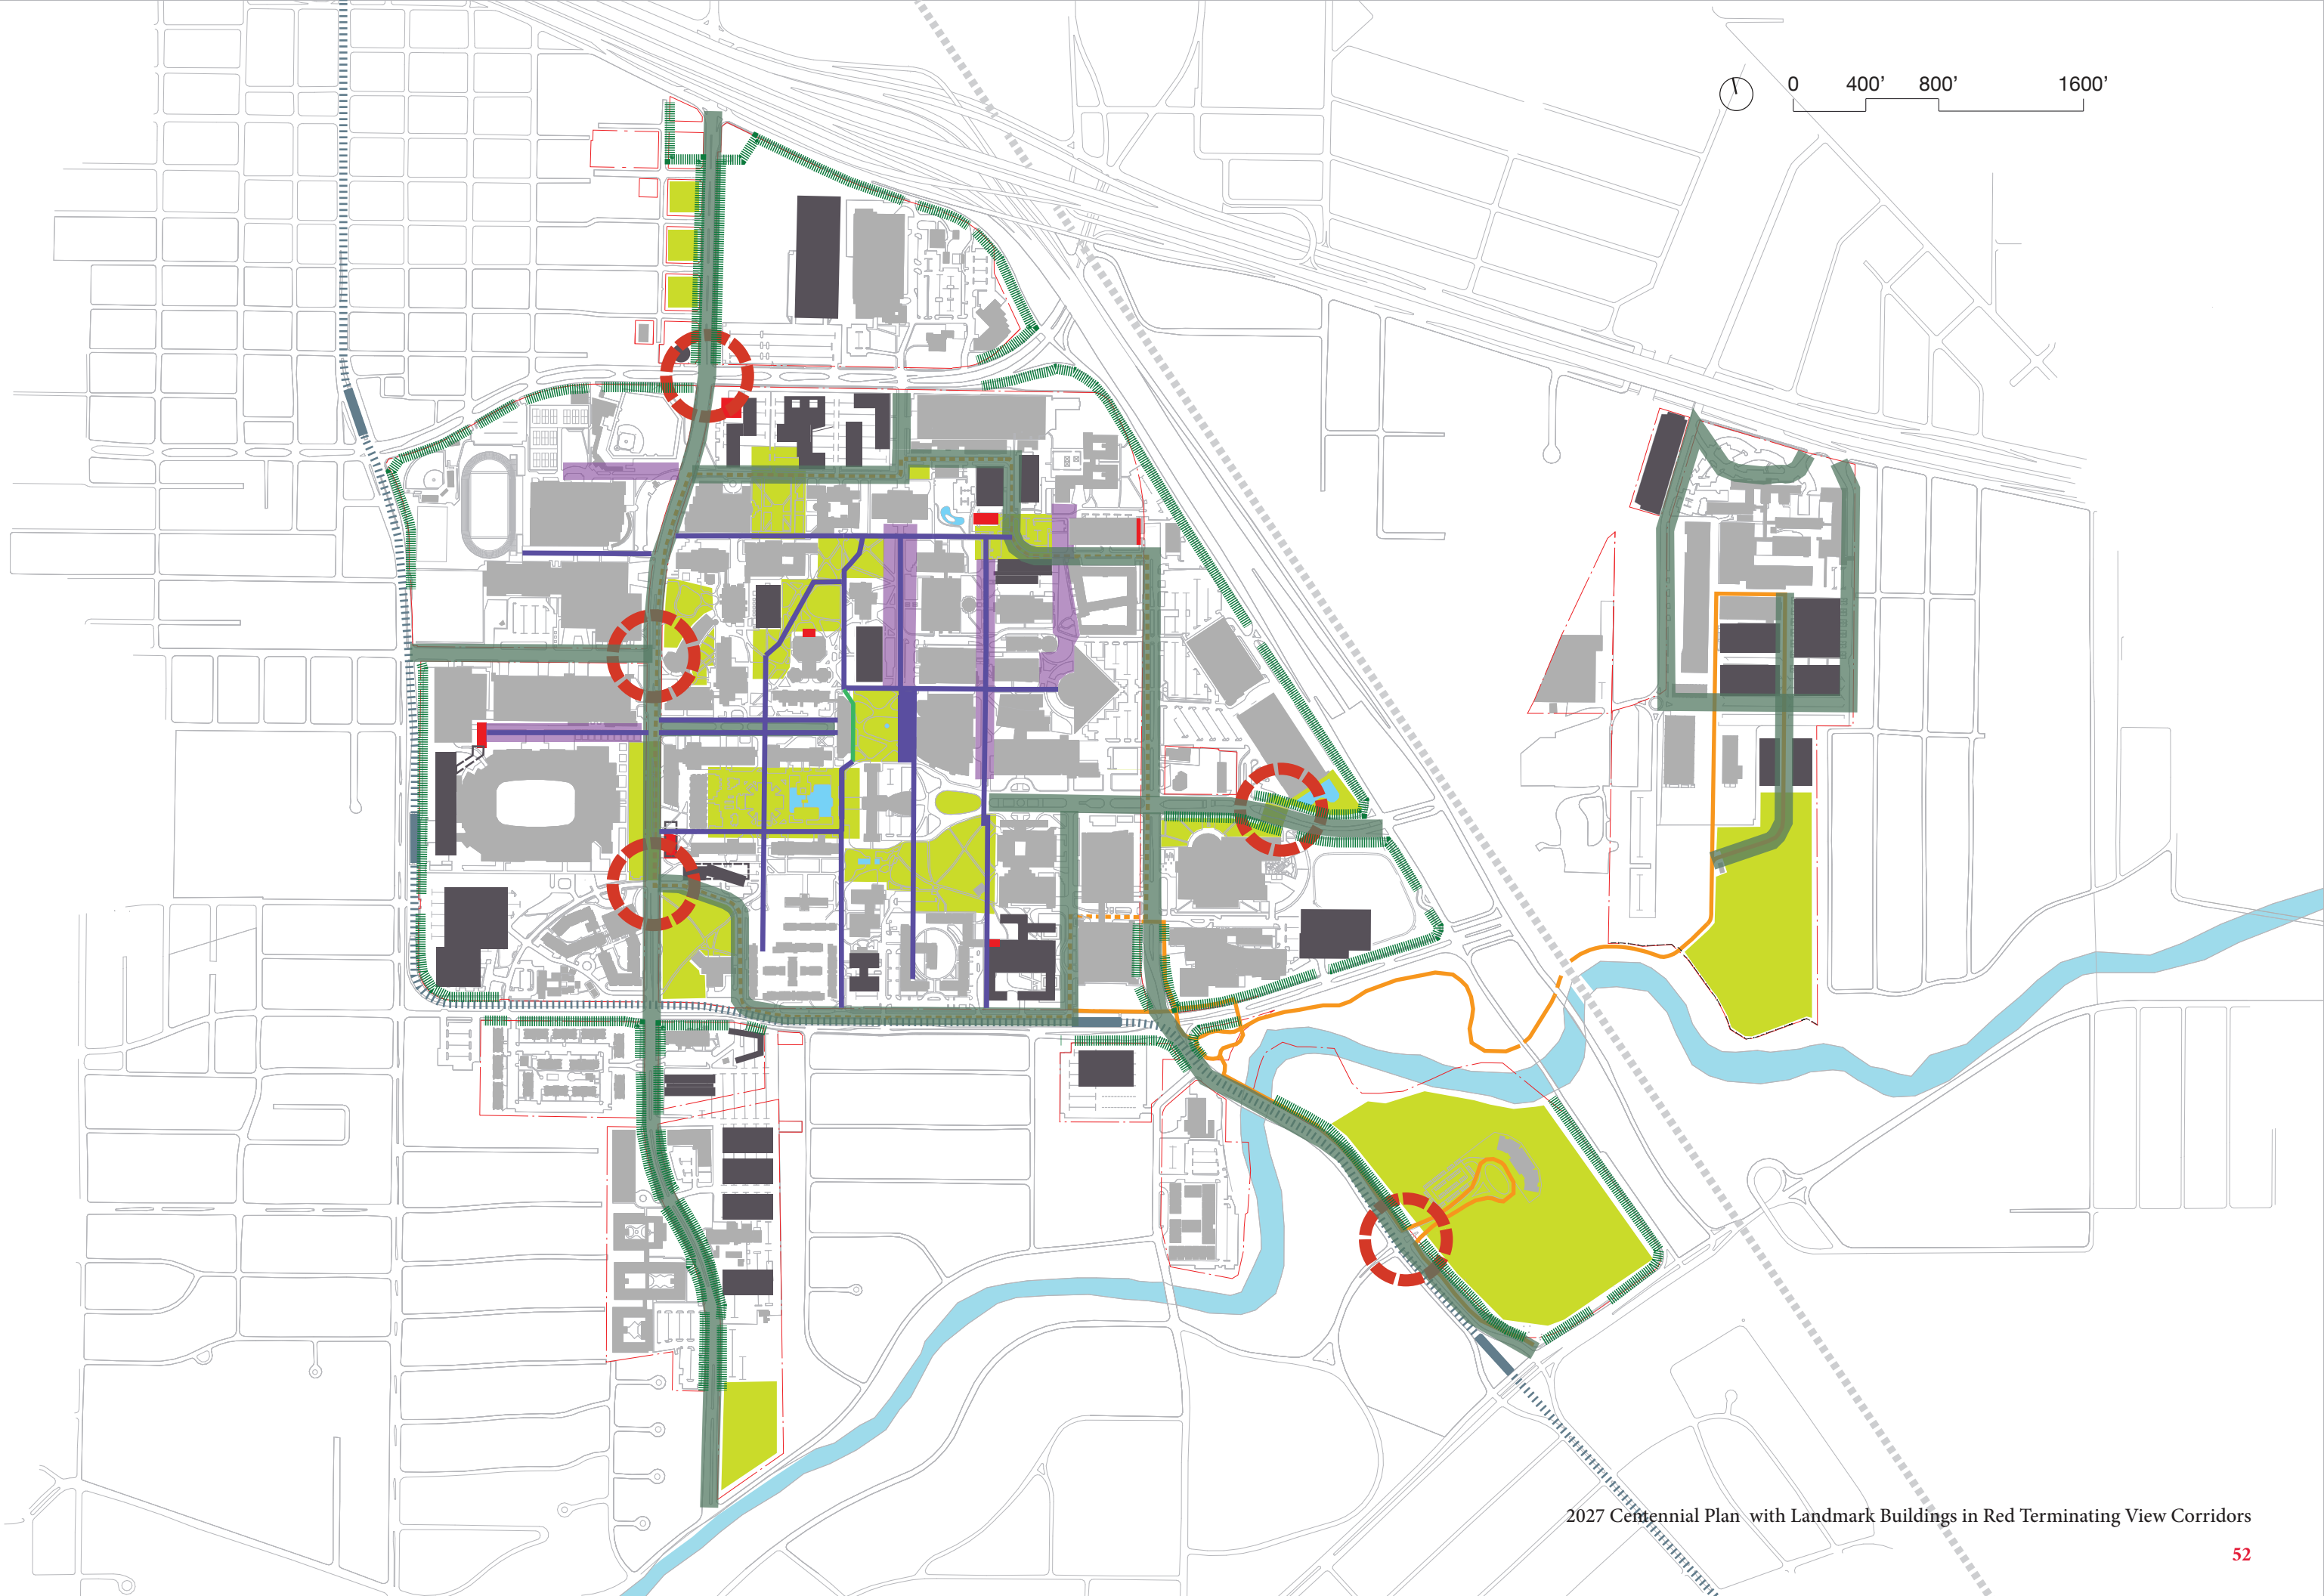 0 400’ 800’ 1600’
2027 Centennial Plan with Landmark Buildings in Red Terminating View Corridors
52